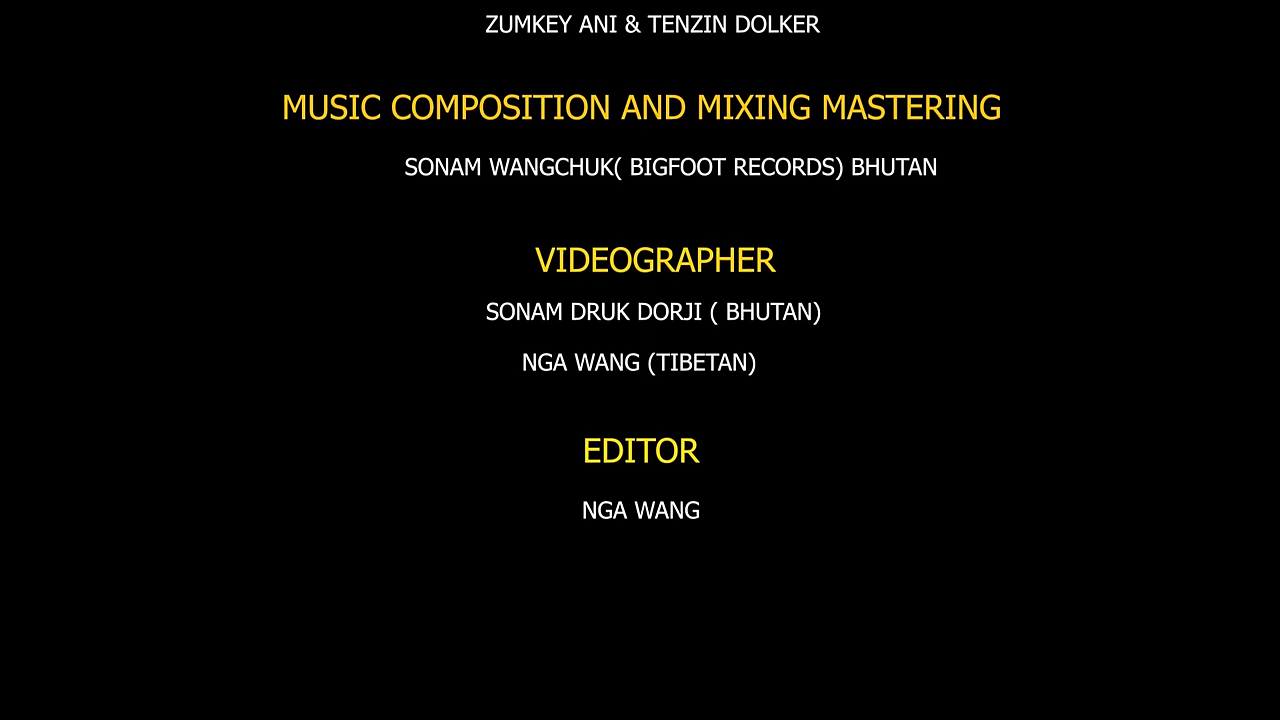 ZUMKEY ANI & TENZIN DOLKER
MUSIC COMPOSITION AND MIXING MASTERING
SONAM WANGCHUK( BIGFOOT RECORDS) BHUTAN
VIDEOGRAPHER
SONAM DRUK DORJI ( BHUTAN)
NGA WANG (TIBETAN)
EDITOR
NGA WANG